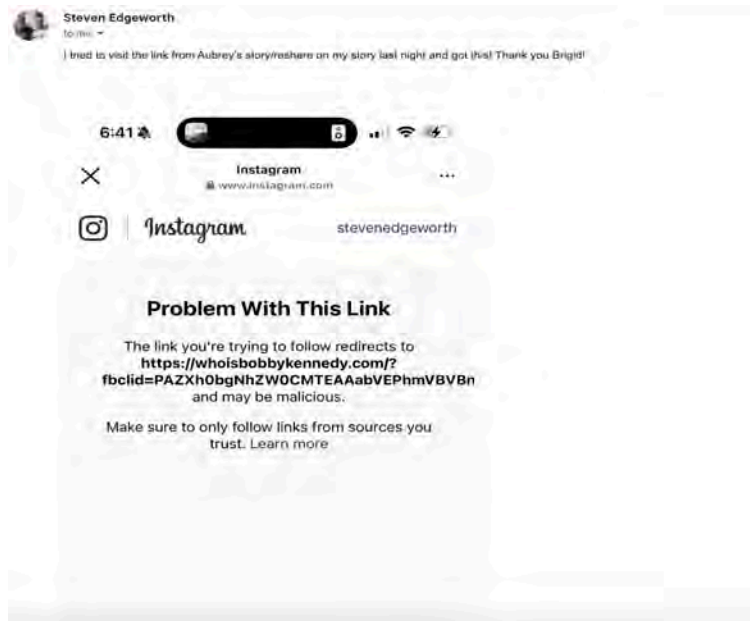 Steven Edgeworth
to me
I tried to visit the link from Aubrey's story/reshare on my story last night and got this! Thank you Brigid!
6:41
Instagram
www.instagram.com
...
Instagram
stevenedgeworth
Problem With This Link
The link you're trying to follow redirects to
https://whoisbobbykennedy.com/?
fbclid=PAZXh0bgNhZW0CMTEAAabVEPhmVBVBn
and may be malicious.
Make sure to only follow links from sources you
trust. Learn more